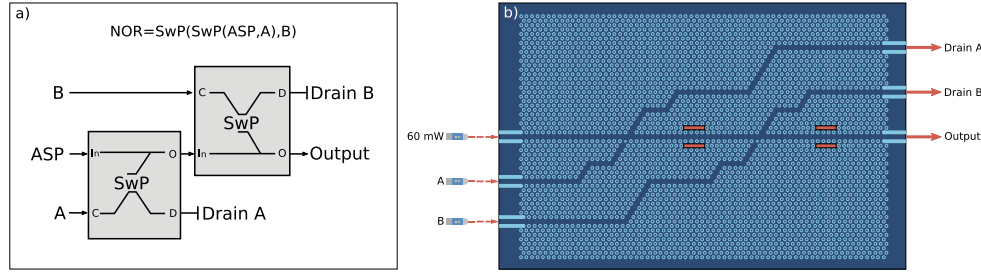 a)
NOR=SwP(SwP(ASP,A),B)
B
C
D
Drain B
SwP
ASP
In
O
In
O
Output
SwP
A
C
D
Drain A
b)
Drain A
Drain B
60 mW
Output
A
B